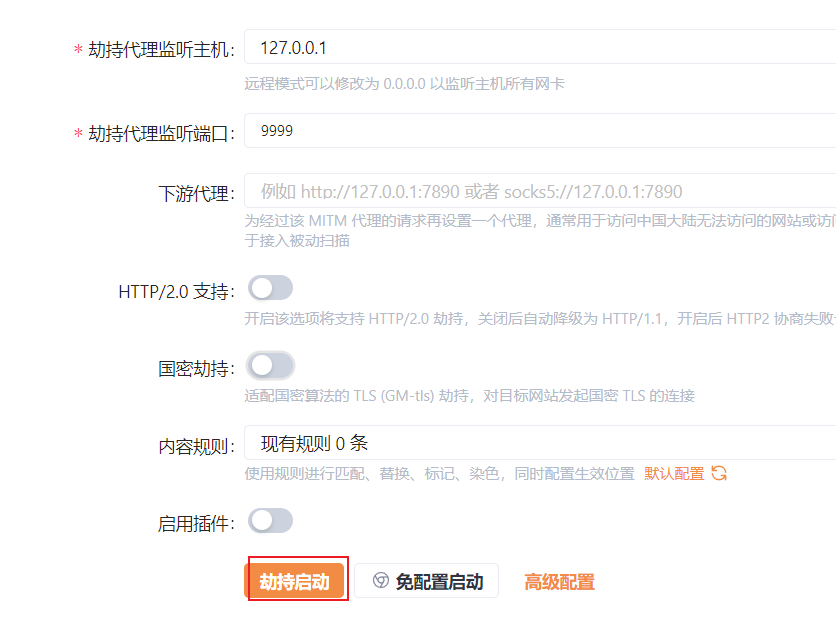 * 劫持代理监听主机: 127.0.0.1
远程模式可以修改为 0.0.0.0 以监听主机所有网卡
* 劫持代理监听端口: 9999
下游代理: 例如 http://127.0.0.1:7890 或者 socks5://127.0.0.1:7890
为经过该 MITM 代理的请求再设置一个代理，通常用于访问中国大陆无法访问的网站或访
于接入被动扫描
HTTP/2.0 支持:
开启该选项将支持 HTTP/2.0 劫持，关闭后自动降级为 HTTP/1.1，开启后 HTTP2 协商失败
国密劫持:
适配国密算法的 TLS (GM-tls) 劫持，对目标网站发起国密 TLS 的连接
内容规则: 现有规则 0 条
使用规则进行匹配、替换、标记、染色，同时配置生效位置 默认配置
启用插件:
劫持启动 免配置启动 高级配置